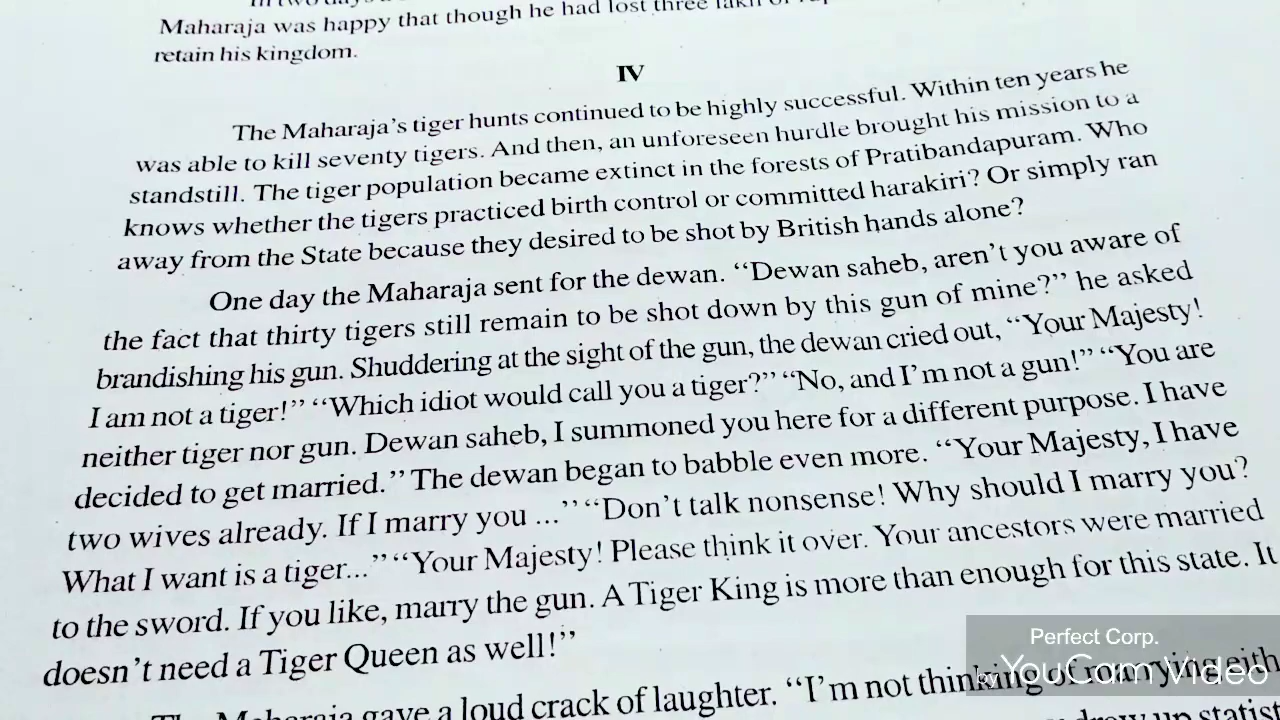 Maharaja was happy that though he had lost three lakh of
retain his kingdom.
IV
The Maharaja's tiger hunts continued to be highly successful. Within ten years he
was able to kill seventy tigers. And then, an unforeseen hurdle brought his mission to a
standstill. The tiger population became extinct in the forests of Pratibandapuram. Who
knows whether the tigers practiced birth control or committed harakiri? Or simply ran
away from the State because they desired to be shot by British hands alone?
One day the Maharaja sent for the dewan. “Dewan saheb, aren’t you aware of
the fact that thirty tigers still remain to be shot down by this gun of mine?” he asked
brandishing his gun. Shuddering at the sight of the gun, the dewan cried out, “Your Majesty!
I am not a tiger!” “Which idiot would call you a tiger?” “No, and I’m not a gun!” “You are
neither tiger nor gun. Dewan saheb, I summoned you here for a different purpose. I have
decided to get married.” The dewan began to babble even more. “Your Majesty, I have
two wives already. If I marry you ...” “Don’t talk nonsense! Why should I marry you?
What I want is a tiger...” “Your Majesty! Please think it over. Your ancestors were married
to the sword. If you like, marry the gun. A Tiger King is more than enough for this state. It
doesn’t need a Tiger Queen as well!”
Maharaja gave a loud crack of laughter. “I’m not thinking of marrying
Perfect Corp.
by YouCam Video